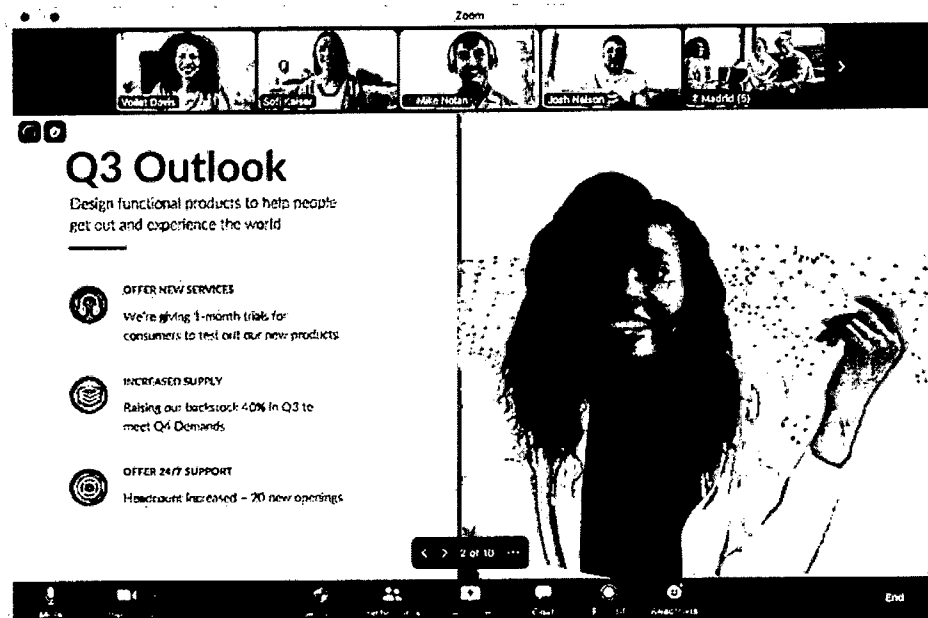 Zoom
Violet Davis
Sofi Kaiser
Mike Nolan
Josh Nelson
Madrid (5)
Q3 Outlook
Design functional products to help people
get out and experience the world
OFFER NEW SERVICES
We're giving 1-month trials for
consumers to test out our new products
INCREASED SUPPLY
Raising our backstock 40% in Q3 to
meet Q4 Demands
OFFER 24/7 SUPPORT
Headcount Increased – 20 new openings
2 of 10
Chat
Reactions
End